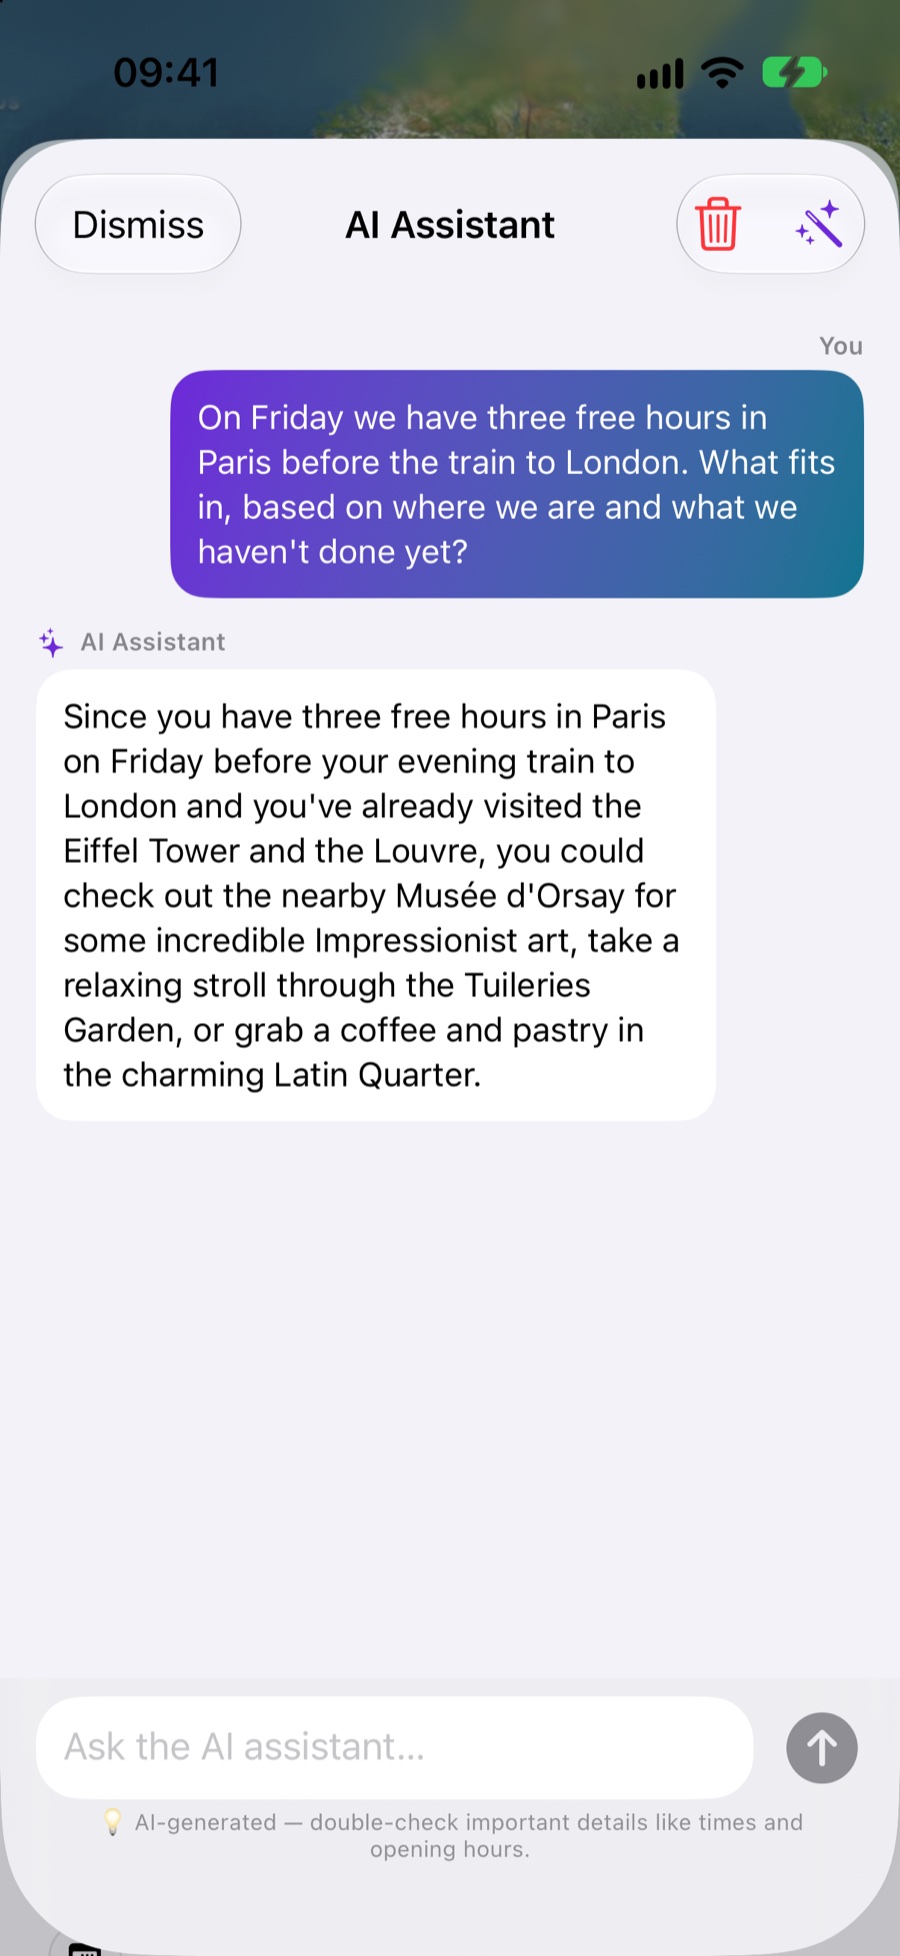 09:41
Dismiss
AI Assistant
You
On Friday we have three free hours in
Paris before the train to London. What fits
in, based on where we are and what we
haven't done yet?
AI Assistant
Since you have three free hours in Paris
on Friday before your evening train to
London and you've already visited the
Eiffel Tower and the Louvre, you could
check out the nearby Musée d'Orsay for
some incredible Impressionist art, take a
relaxing stroll through the Tuileries
Garden, or grab a coffee and pastry in
the charming Latin Quarter.
Ask the AI assistant...
💡 AI-generated — double-check important details like times and
opening hours.